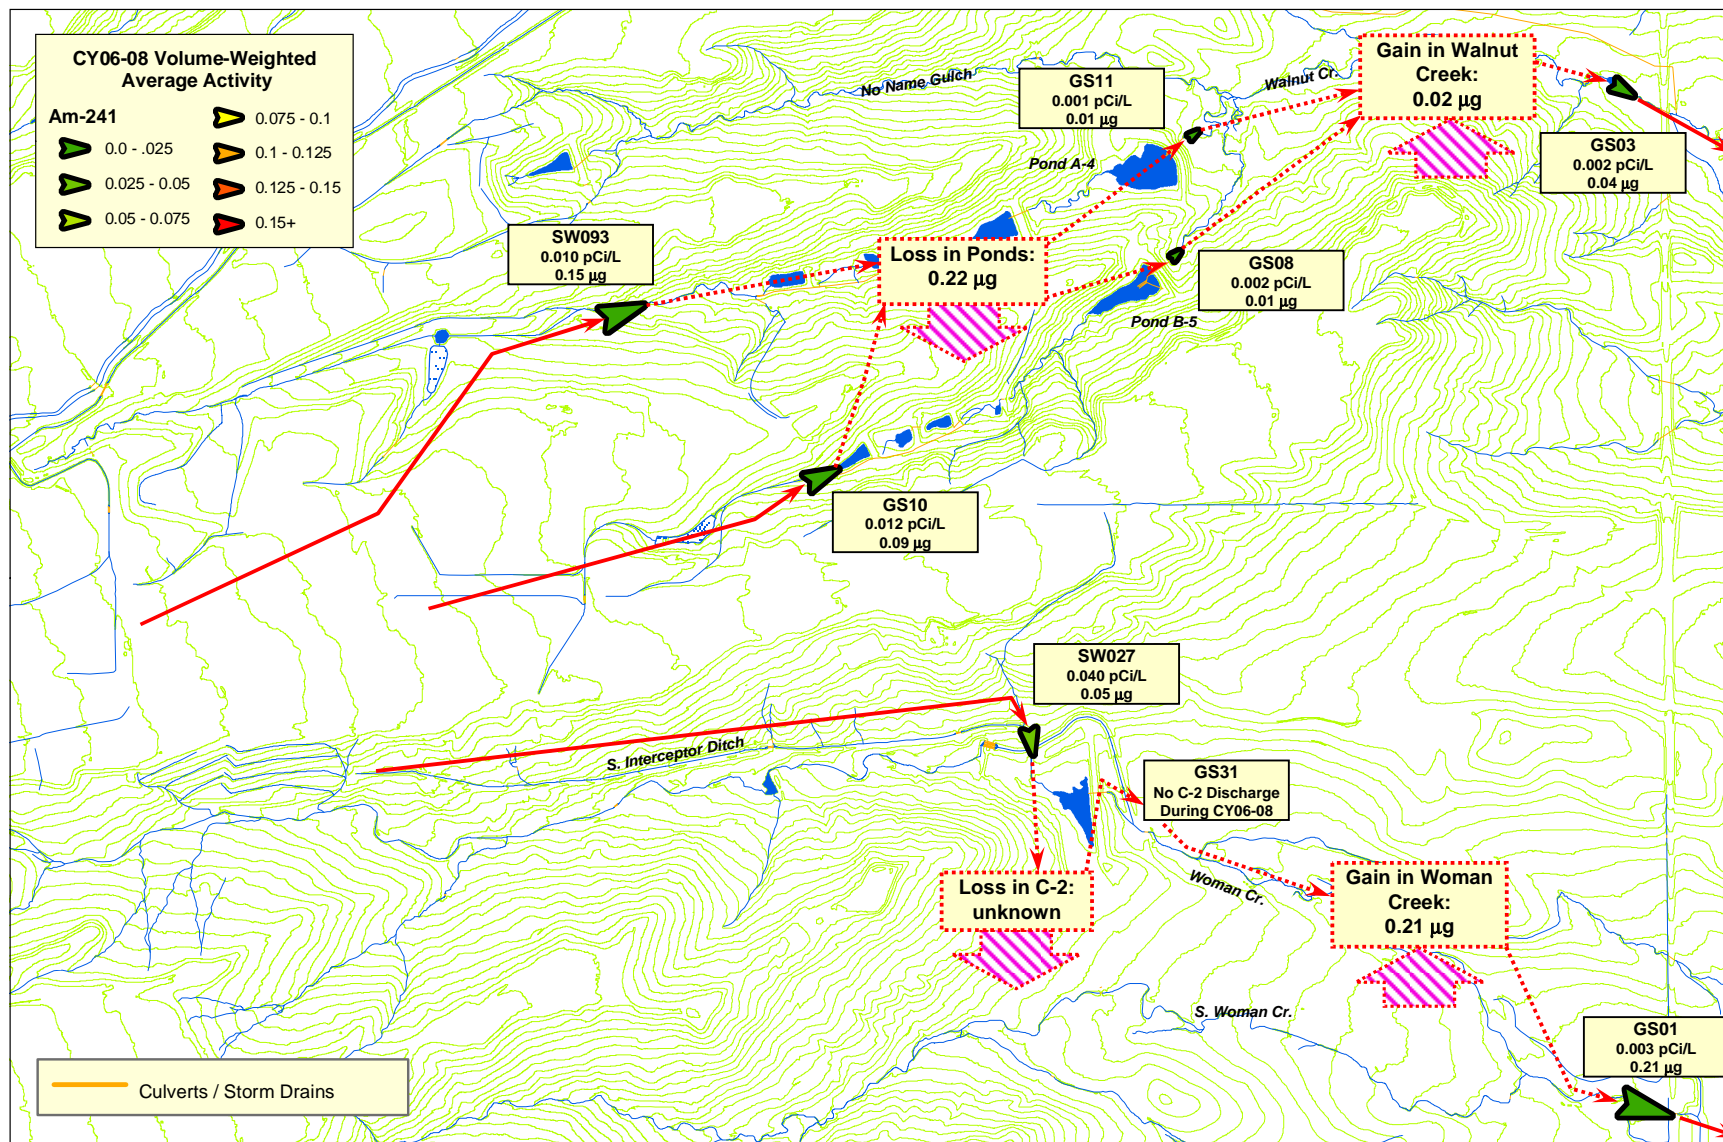 CY06-08 Volume-Weighted
Average Activity
Am-241
0.0 - .025
0.025 - 0.05
0.05 - 0.075
0.075 - 0.1
0.1 - 0.125
0.125 - 0.15
0.15+
No Name Gulch
GS11
0.001 pCi/L
0.01 µg
Walnut Cr.
Gain in Walnut
Creek:
0.02 µg
GS03
0.002 pCi/L
0.04 µg
Pond A-4
SW093
0.010 pCi/L
0.15 µg
Loss in Ponds:
0.22 µg
GS08
0.002 pCi/L
0.01 µg
Pond B-5
GS10
0.012 pCi/L
0.09 µg
SW027
0.040 pCi/L
0.05 µg
S. Interceptor Ditch
GS31
No C-2 Discharge
During CY06-08
Loss in C-2:
unknown
Woman Cr.
Gain in Woman
Creek:
0.21 µg
S. Woman Cr.
GS01
0.003 pCi/L
0.21 µg
Culverts / Storm Drains